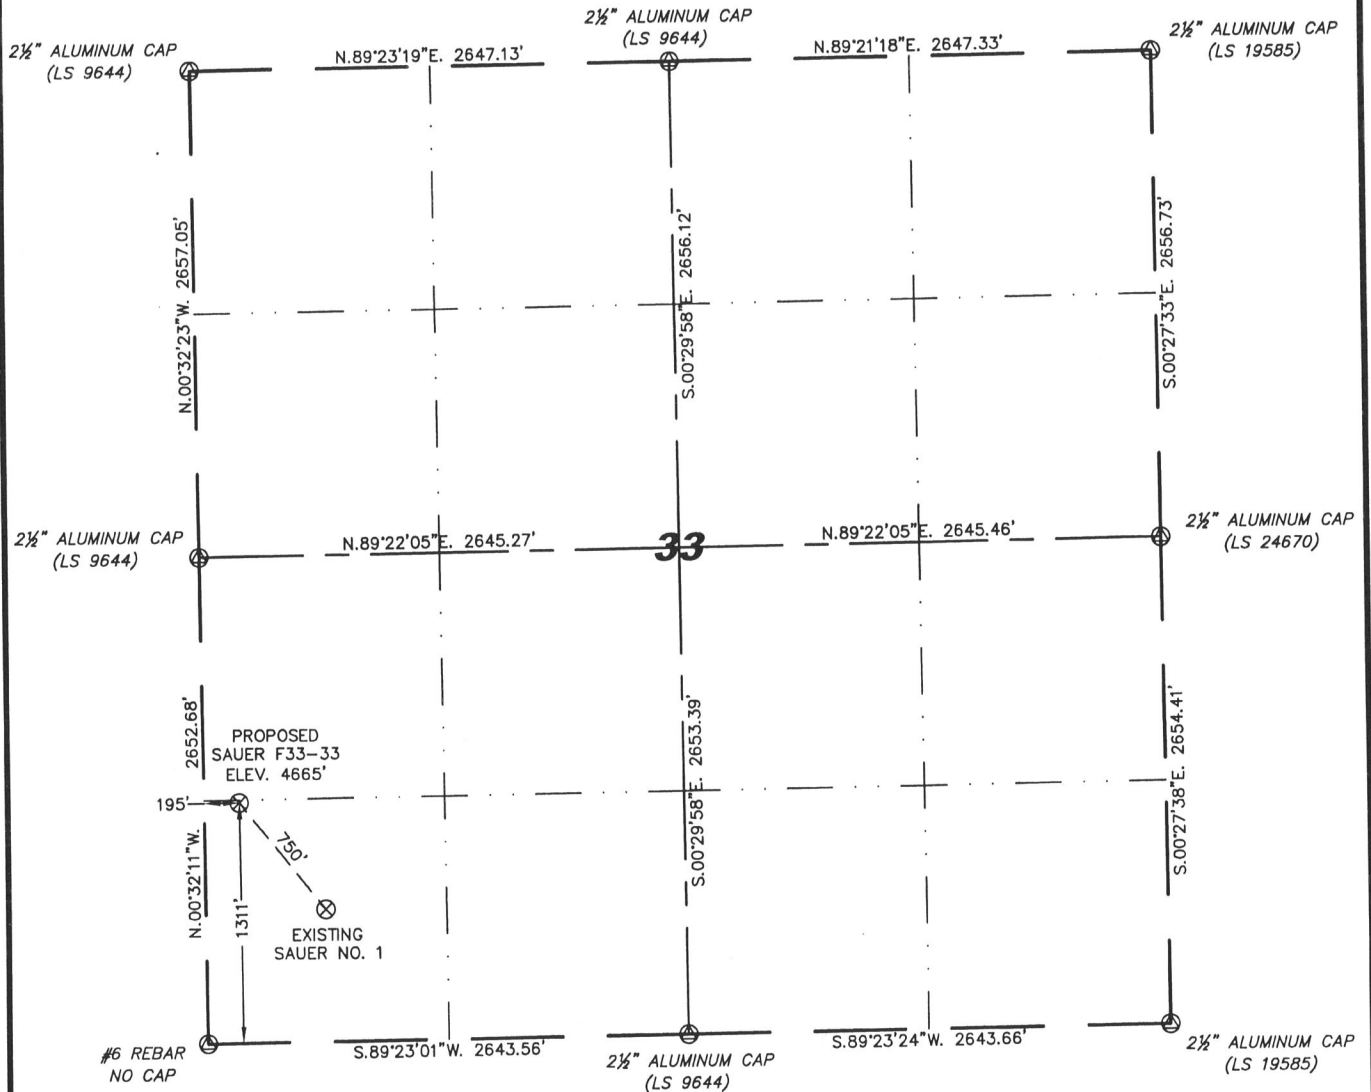 2½" ALUMINUM CAP
(LS 9644)
2½" ALUMINUM CAP
(LS 9644)
2½" ALUMINUM CAP
(LS 19585)
N.89°23'19"E. 2647.13'
N.89°21'18"E. 2647.33'
N.00°32'23"W. 2657.05'
S.00°29'58"E. 2656.12'
S.00°27'33"E. 2656.73'
2½" ALUMINUM CAP
(LS 9644)
N.89°22'05"E. 2645.27'
33
N.89°22'05"E. 2645.46'
2½" ALUMINUM CAP
(LS 24670)
N.00°32'11"W. 2652.68'
PROPOSED
SAUER F33-33
ELEV. 4665'
195'
750'
1311'
EXISTING
SAUER NO. 1
S.00°29'58"E. 2653.39'
S.00°27'38"E. 2654.41'
#6 REBAR
NO CAP
S.89°23'01"W. 2643.56'
2½" ALUMINUM CAP
(LS 9644)
S.89°23'24"W. 2643.66'
2½" ALUMINUM CAP
(LS 19585)